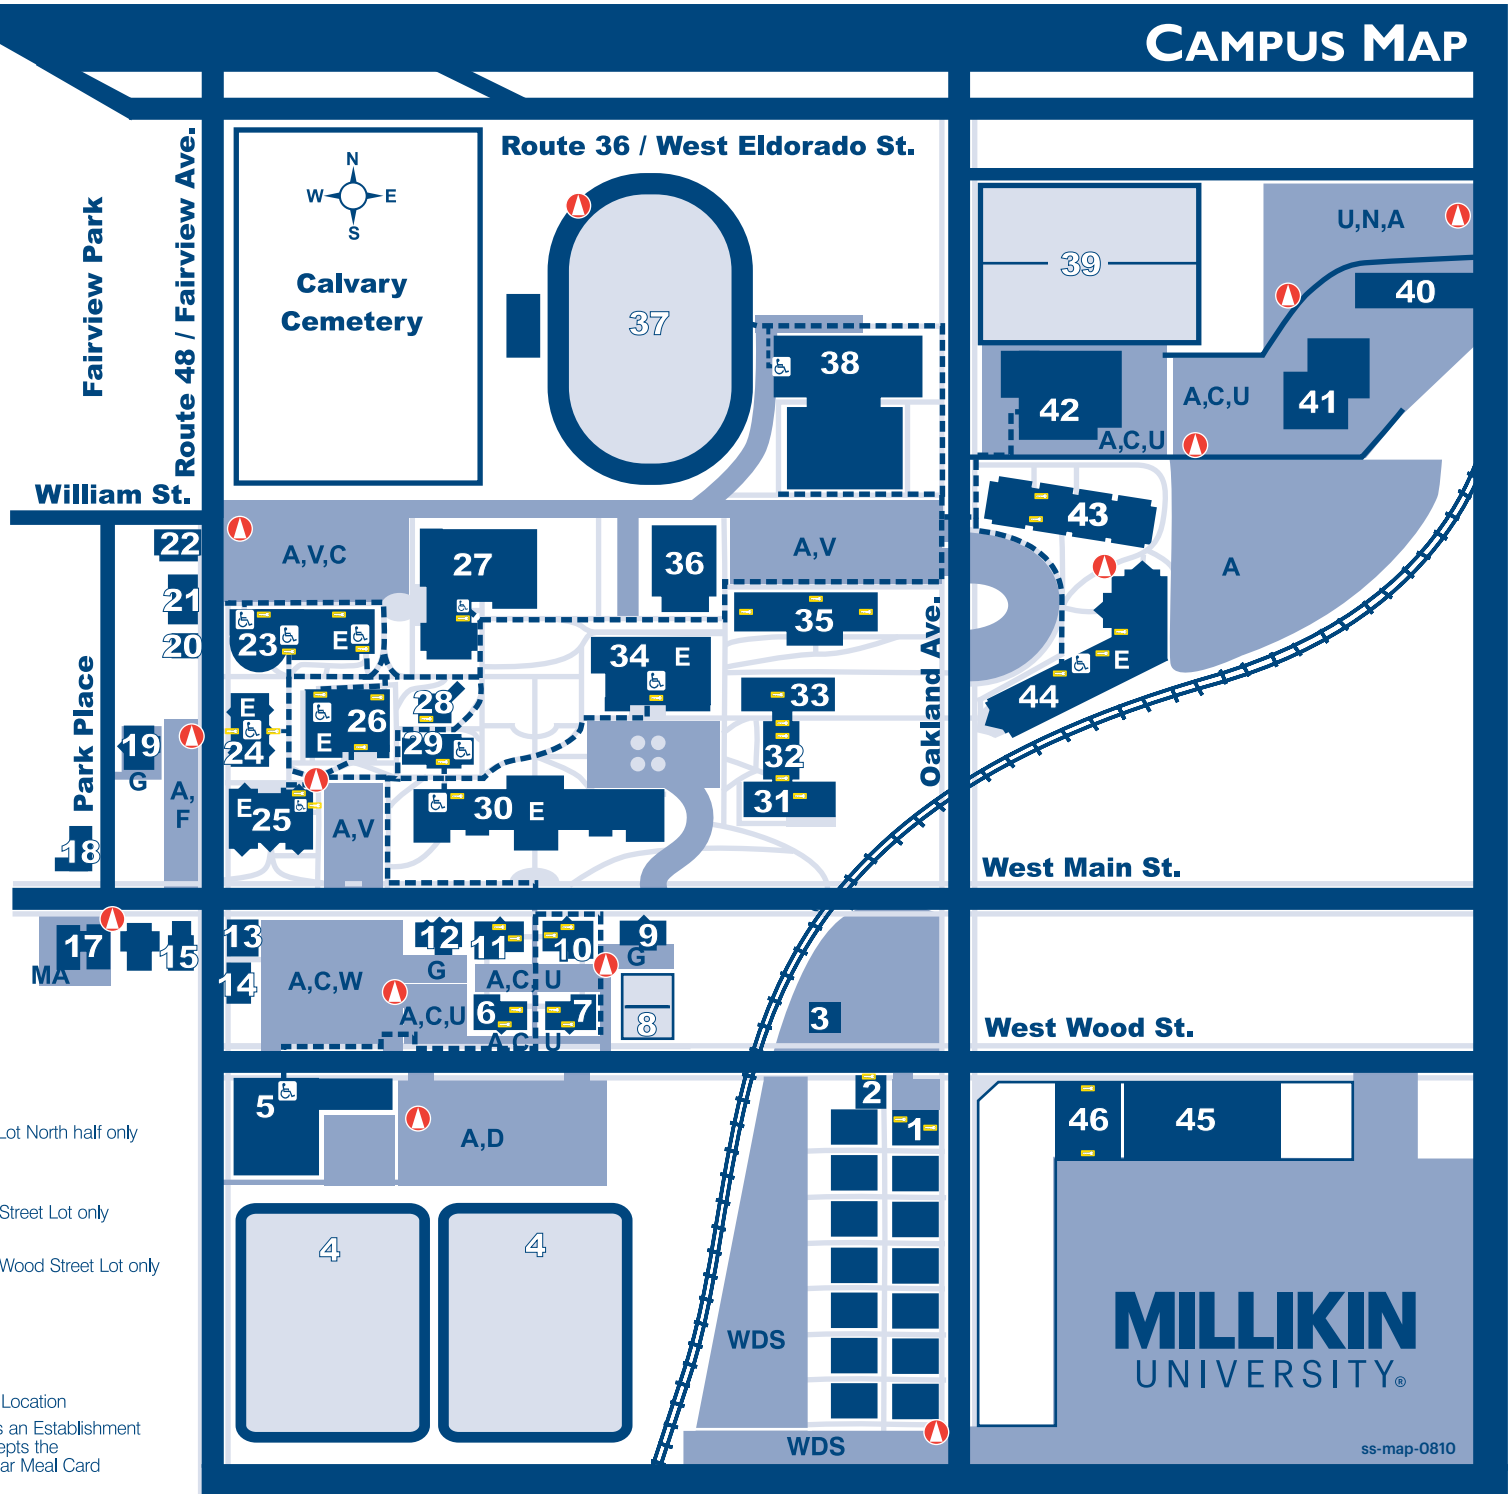 CAMPUS MAP
Route 36 / West Eldorado St.
Route 48 / Fairview Ave.
Fairview Park
N
W
E
S
Calvary
Cemetery
37
38
39
U,N,A
40
41
A,C,U
42
A,C,U
William St.
22
21
20
A,V,C
27
36
A,V
43
A
23
E
35
34
E
Oakland Ave.
44
E
Park Place
19
G
A,
F
18
E
24
26
E
28
29
33
32
31
E
25
A,V
30
E
West Main St.
17
MA
15
13
14
A,C,W
12
G
11
10
9
G
A,C,U
A,C,U
6
7
8
A,C,U
3
West Wood St.
5
A,D
2
1
46
45
4
4
WDS
WDS
Lot North half only
Street Lot only
Wood Street Lot only
Location
s an Establishment
epts the
ar Meal Card
MILLIKIN
UNIVERSITY®
ss-map-0810